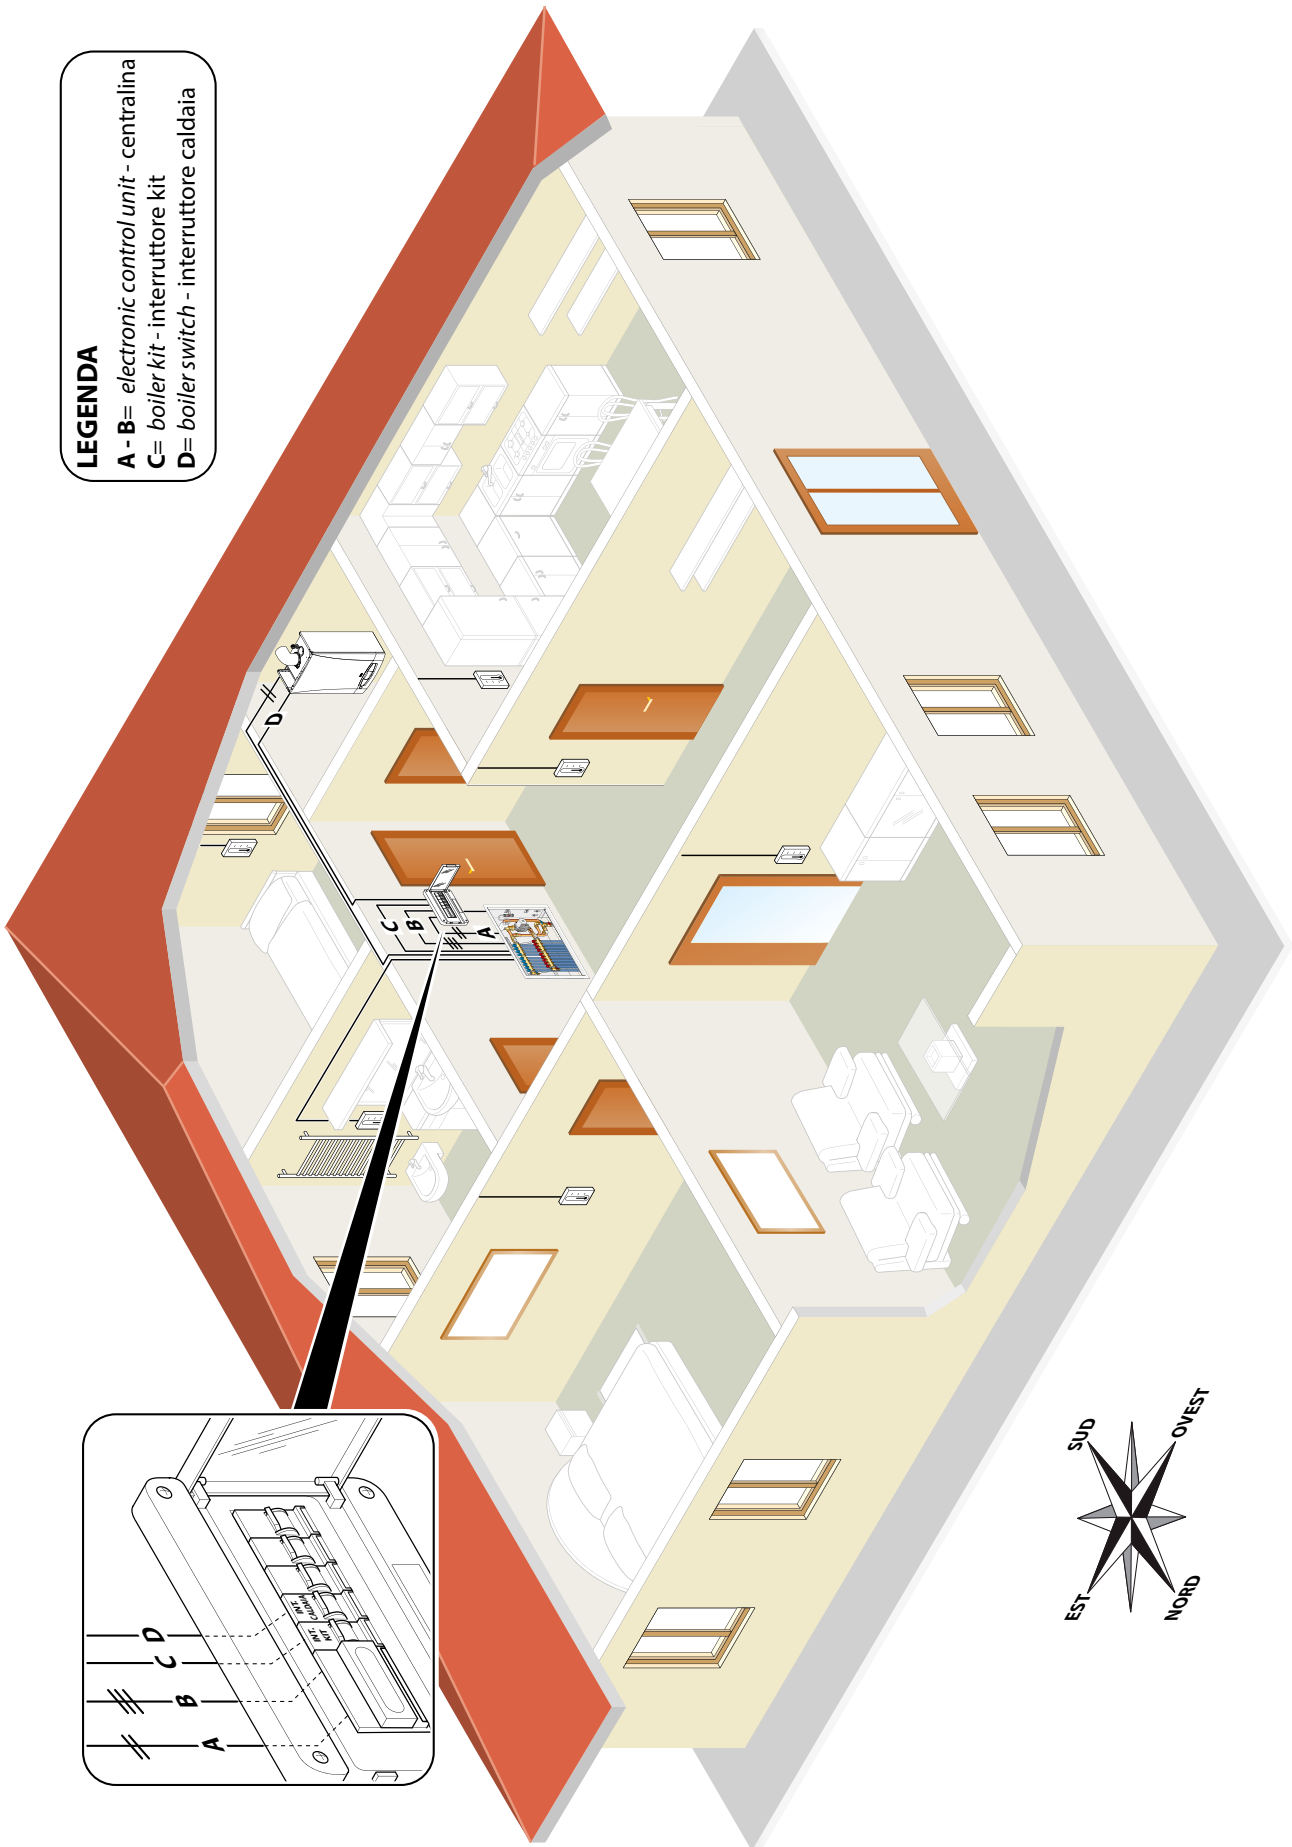 LEGENDA
A - B= electronic control unit - centralina
C= boiler kit - interruttore kit
D= boiler switch - interruttore caldaia
D
C
B
A
A
B
C
D
INT.
KIT
INT.
CALDAIA
EST
SUD
NORD
OVEST